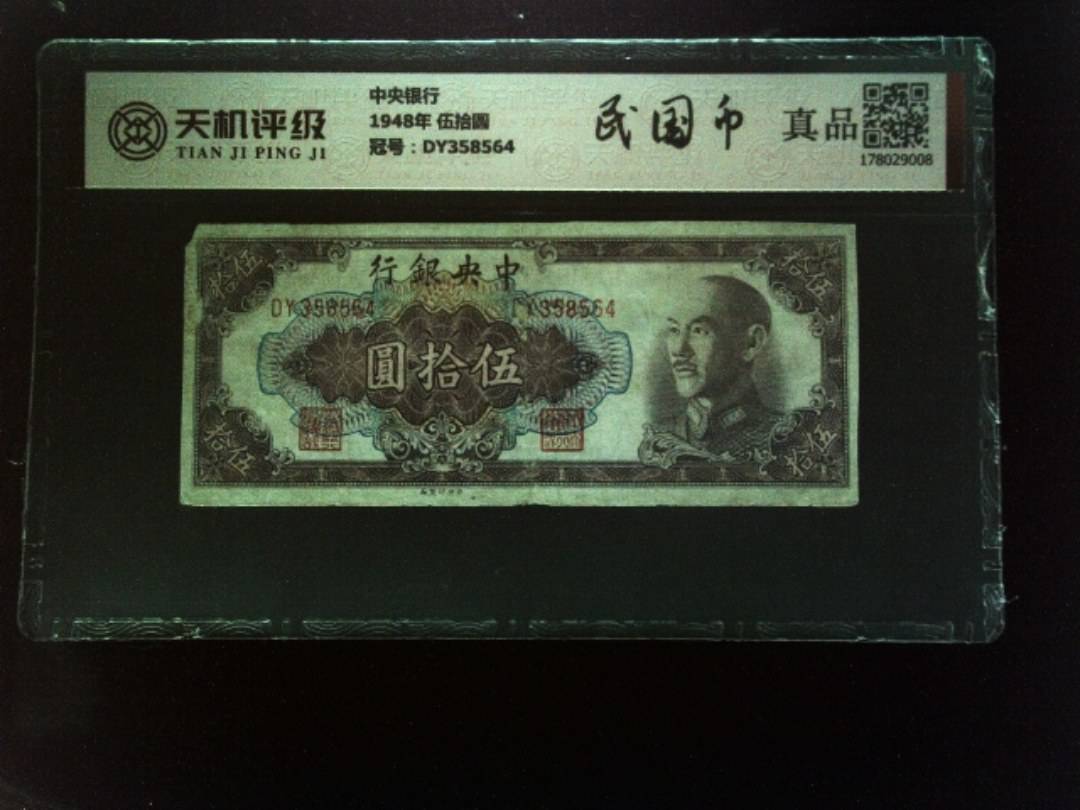 天机评级
TIAN JI PING JI
中央银行
1948年 伍拾圆
冠号：DY358564
民国币
真品
178029008
伍拾
行銀央中
伍拾
DY358564
Y358564
圓拾伍
拾伍
拾伍